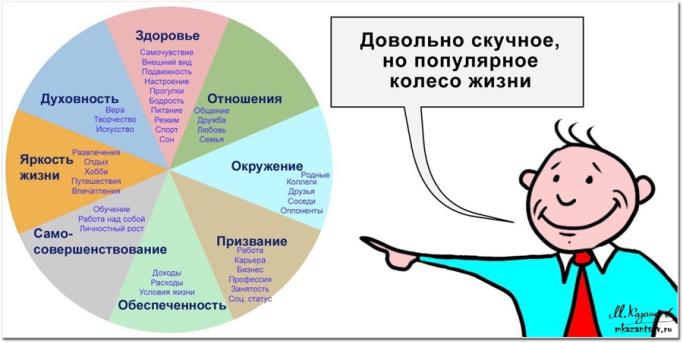 Здоровье
Самочувствие
Внешний вид
Подвижность
Настроение
Прогулки
Бодрость
Питание
Режим
Спорт
Сон
Отношения
Общение
Дружба
Любовь
Семья
Окружение
Родные
Коллеги
Друзья
Соседи
Оппоненты
Призвание
Работа
Карьера
Бизнес
Профессия
Занятость
Соц. статус
Доходы
Расходы
Условия жизни
Обеспеченность
Обучение
Работа над собой
Личностный рост
Само-
совершенствование
Яркость
жизни
Развлечения
Отдых
Хобби
Путешествия
Впечатления
Духовность
Вера
Творчество
Искусство
Довольно скучное,
но популярное
колесо жизни
М. Казанцев
mkazantsev.ru